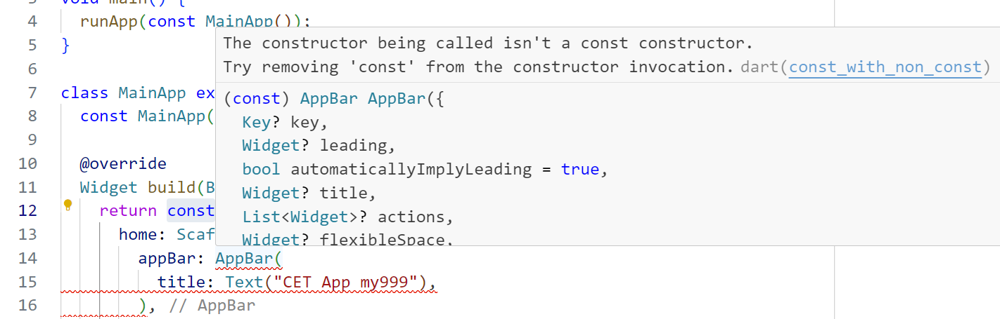 3 void main() {
4 runApp(const MainApp());
The constructor being called isn't a const constructor.
5 }
Try removing 'const' from the constructor invocation. dart(const_with_non_const)
6
7 class MainApp ex
(const) AppBar AppBar({
8 const MainApp(
Key? key,
9
Widget? leading,
10 @override
bool automaticallyImplyLeading = true,
11 Widget build(B
Widget? title,
12 return const
List<Widget>? actions,
13 home: Scaf
Widget? flexibleSpace,
14 appBar: AppBar(
15 title: Text("CET App my999"),
16 ), // AppBar